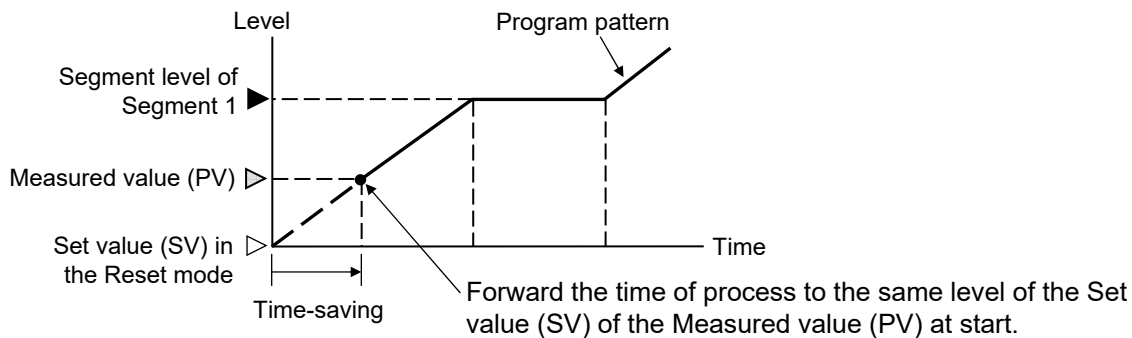 Level
Program pattern
Segment level of
Segment 1
Measured value (PV)
Set value (SV) in
the Reset mode
Time
Time-saving
Forward the time of process to the same level of the Set
value (SV) of the Measured value (PV) at start.